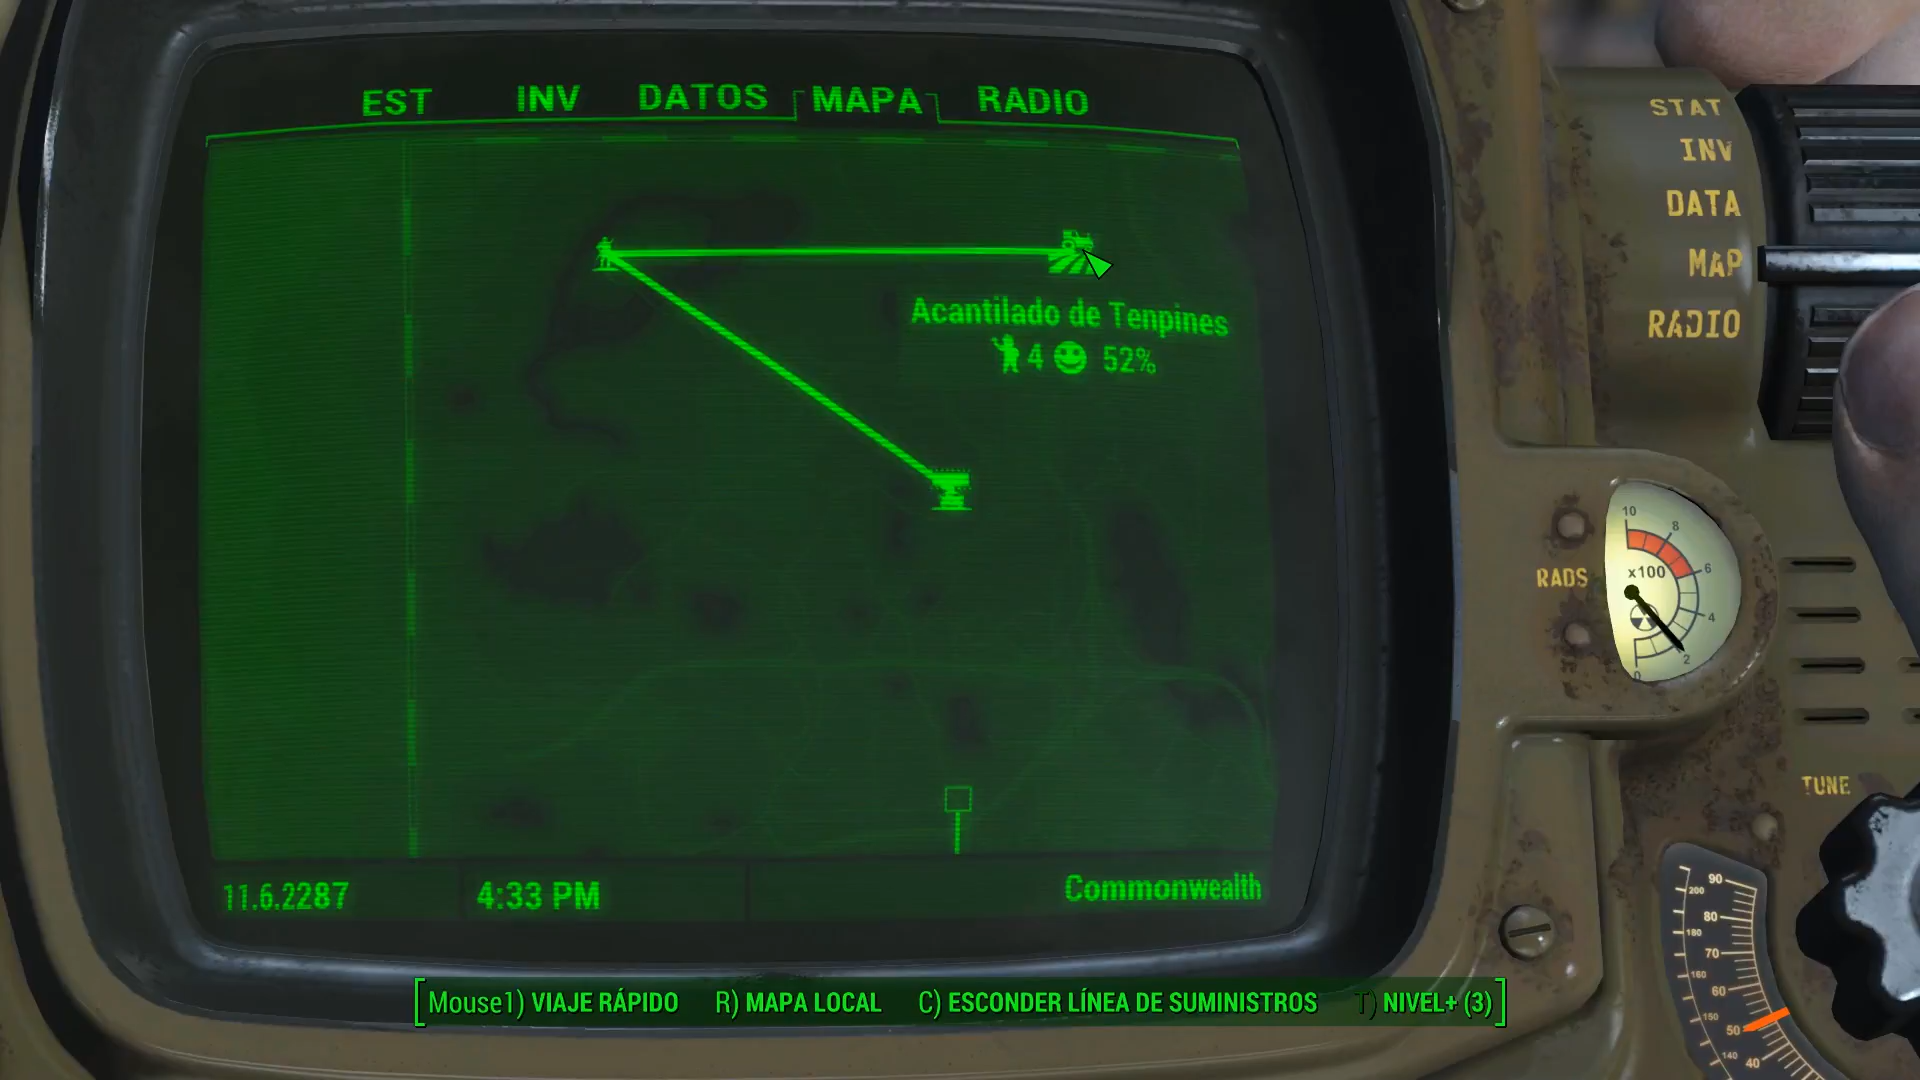 EST INV DATOS MAPA RADIO
Acantilado de Tenpines
4 52%
11.6.2287 4:33 PM Commonwealth
Mouse1) VIAJE RÁPIDO R) MAPA LOCAL C) ESCONDER LÍNEA DE SUMINISTROS T) NIVEL+ (3)
STAT
INV
DATA
MAP
RADIO
RADS
x100
10
8
6
4
2
0
TUNE
90
200
80
180
70
160
60
150
50
140
40